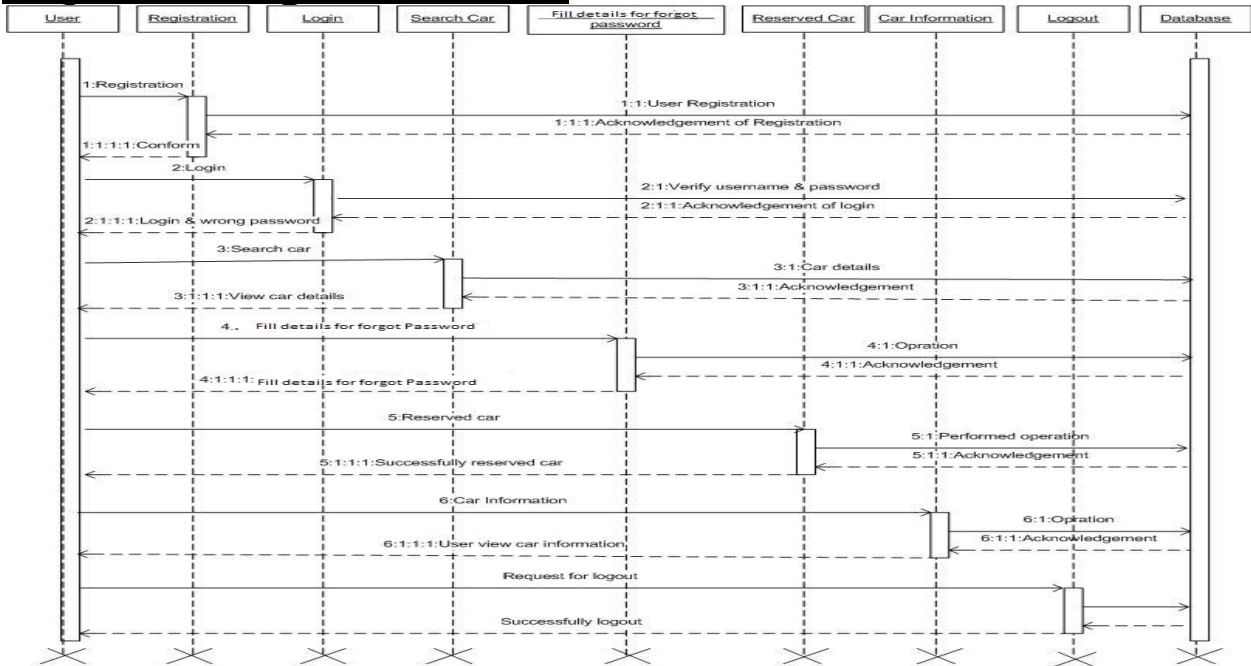 User
Registration
Login
Search Car
Fill details for forgot
password
Reserved Car
Car Information
Logout
Database
1:Registration
1:1:User Registration
1:1:1:Acknowledgement of Registration
1:1:1:1:Conform
2:Login
2:1:Verify username & password
2:1:1:Acknowledgement of login
2:1:1:1:Login & wrong password
3:Search car
3:1:Car details
3:1:1:Acknowledgement
3:1:1:1:View car details
4.. Fill details for forgot Password
4:1:Opration
4:1:1:Acknowledgement
4:1:1:1: Fill details for forgot Password
5:Reserved car
5:1:Performed operation
5:1:1:Acknowledgement
5:1:1:1:Successfully reserved car
6:Car Information
6:1:Opration
6:1:1:Acknowledgement
6:1:1:1:User view car information
Request for logout
Successfully logout